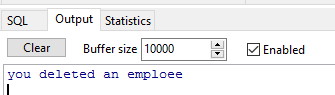 SQL Output Statistics
Clear Buffer size 10000 Enabled
you deleted an emploee